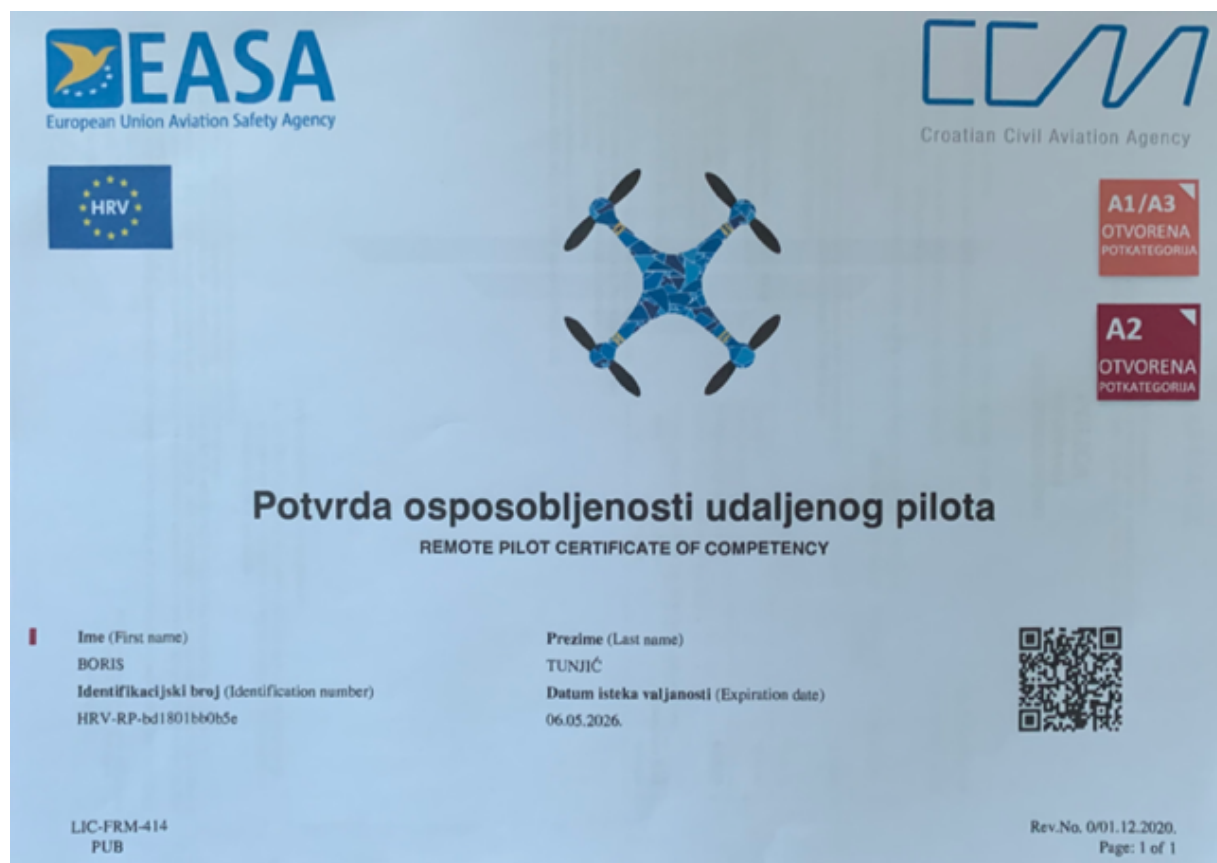 EASA
European Union Aviation Safety Agency
CCAA
Croatian Civil Aviation Agency
HRV
A1/A3
OTVORENA
POTKATEGORIJA
A2
OTVORENA
POTKATEGORIJA
Potvrda osposobljenosti udaljenog pilota
REMOTE PILOT CERTIFICATE OF COMPETENCY
Ime (First name)
BORIS
Identifikacijski broj (Identification number)
HRV-RP-bd1801bb0b5e
Prezime (Last name)
TUNJIĆ
Datum isteka valjanosti (Expiration date)
06.05.2026.
LIC-FRM-414
PUB
Rev.No. 0/01.12.2020.
Page: 1 of 1